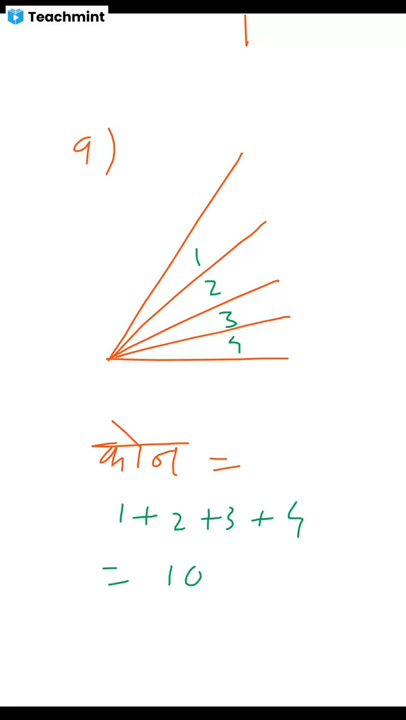 Teachmint
9)
1
2
3
4
कोन =
1 + 2 + 3 + 4
= 10